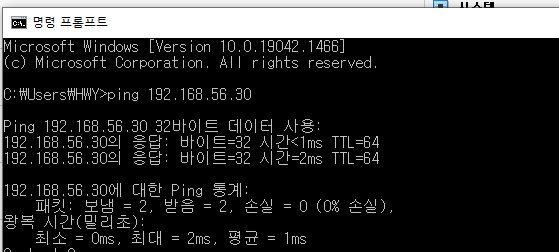 시스템
명령 프롬프트
Microsoft Windows [Version 10.0.19042.1466]
(c) Microsoft Corporation. All rights reserved.
C:₩Users₩HWY>ping 192.168.56.30
Ping 192.168.56.30 32바이트 데이터 사용:
192.168.56.30의 응답: 바이트=32 시간<1ms TTL=64
192.168.56.30의 응답: 바이트=32 시간=2ms TTL=64
192.168.56.30에 대한 Ping 통계:
패킷: 보냄 = 2, 받음 = 2, 손실 = 0 (0% 손실),
왕복 시간(밀리초):
최소 = 0ms, 최대 = 2ms, 평균 = 1ms